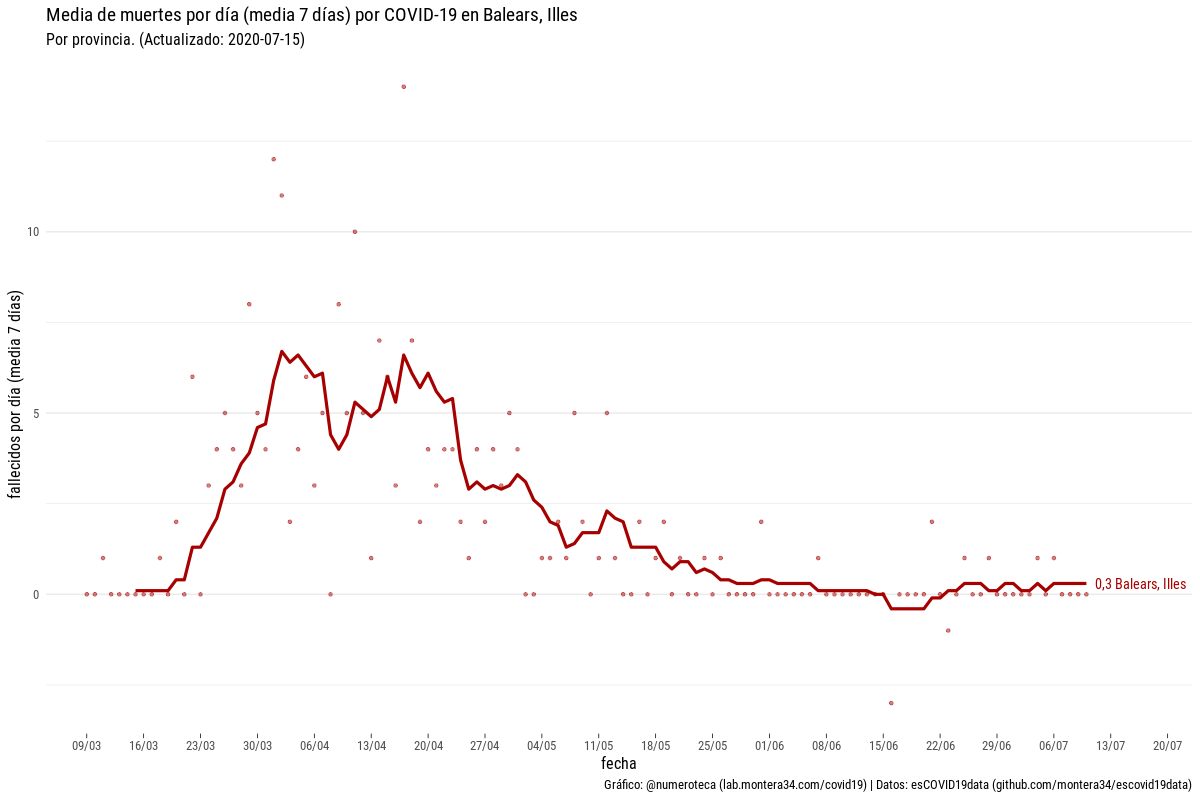 Media de muertes por día (media 7 días) por COVID-19 en Balears, Illes
Por provincia. (Actualizado: 2020-07-15)
fallecidos por día (media 7 días)
10
5
0
0,3 Balears, Illes
09/03 16/03 23/03 30/03 06/04 13/04 20/04 27/04 04/05 11/05 18/05 25/05 01/06 08/06 15/06 22/06 29/06 06/07 13/07 20/07
fecha
Gráfico: @numeroteca (lab.montera34.com/covid19) | Datos: esCOVID19data (github.com/montera34/escovid19data)